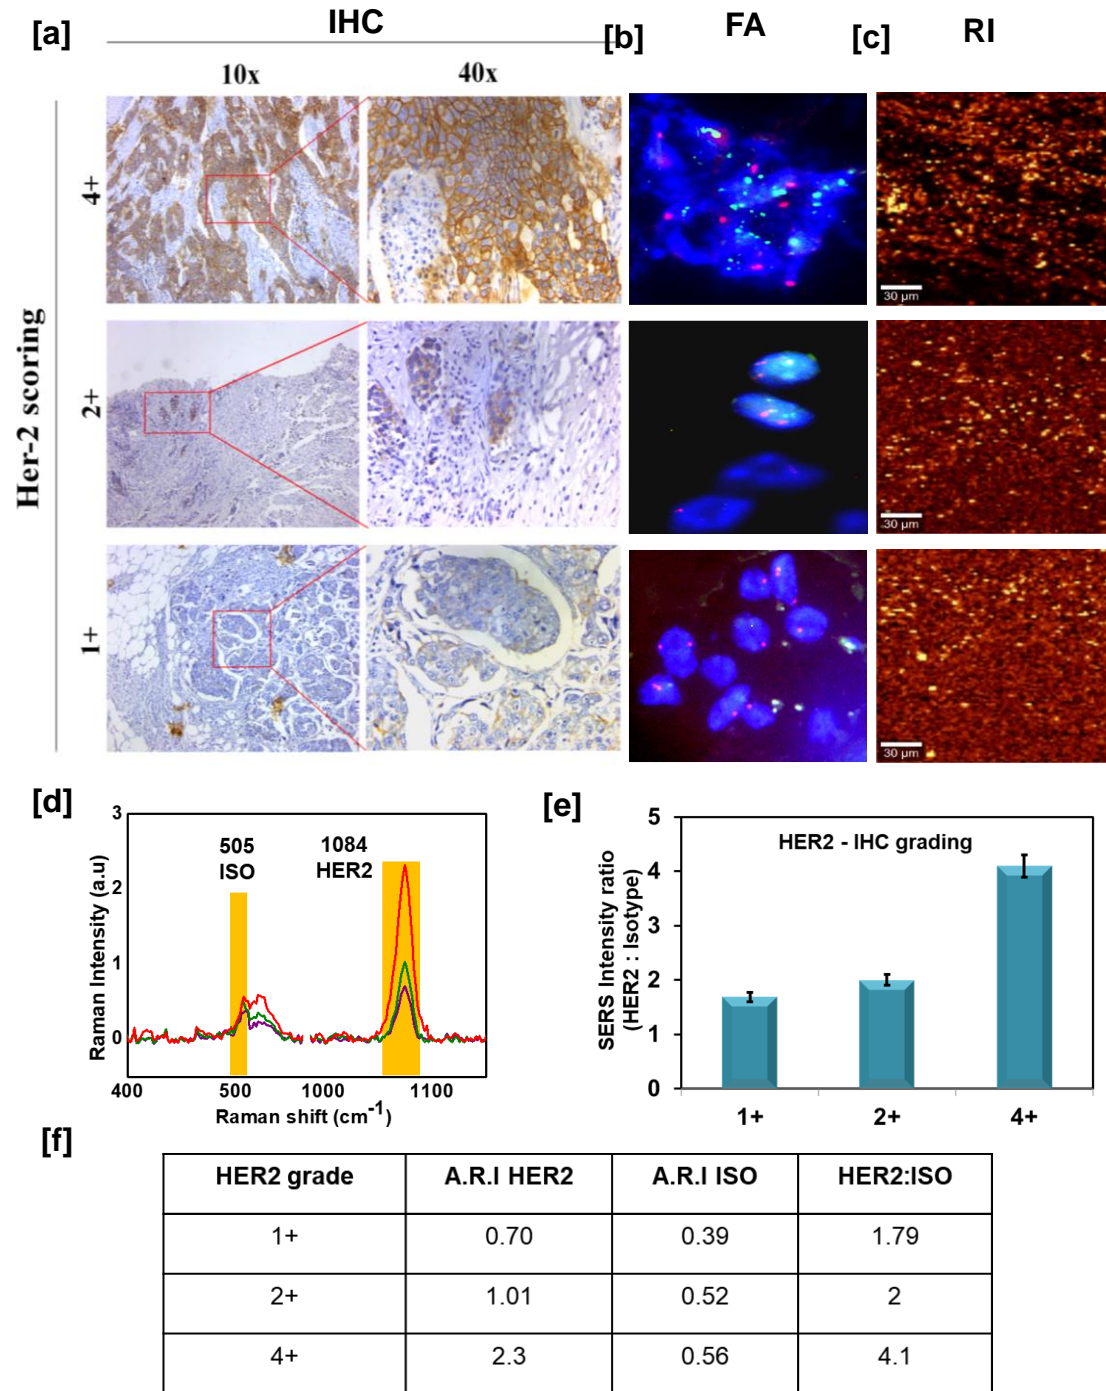 [a]
IHC
[b]
FA
[c]
RI
10x
40x
Her-2 scoring
4+
30 µm
2+
30 µm
1+
30 µm
[d]
3
2
1
0
505
ISO
1084
HER2
Raman Intensity (a.u)
400 500 1000 1100
Raman shift (cm-1)
[e]
HER2 - IHC grading
SERS Intensity ratio
(HER2 : Isotype)
5
4
3
2
1
0
1+ 2+ 4+
[f]
HER2 grade A.R.I HER2 A.R.I ISO HER2:ISO
1+ 0.70 0.39 1.79
2+ 1.01 0.52 2
4+ 2.3 0.56 4.1